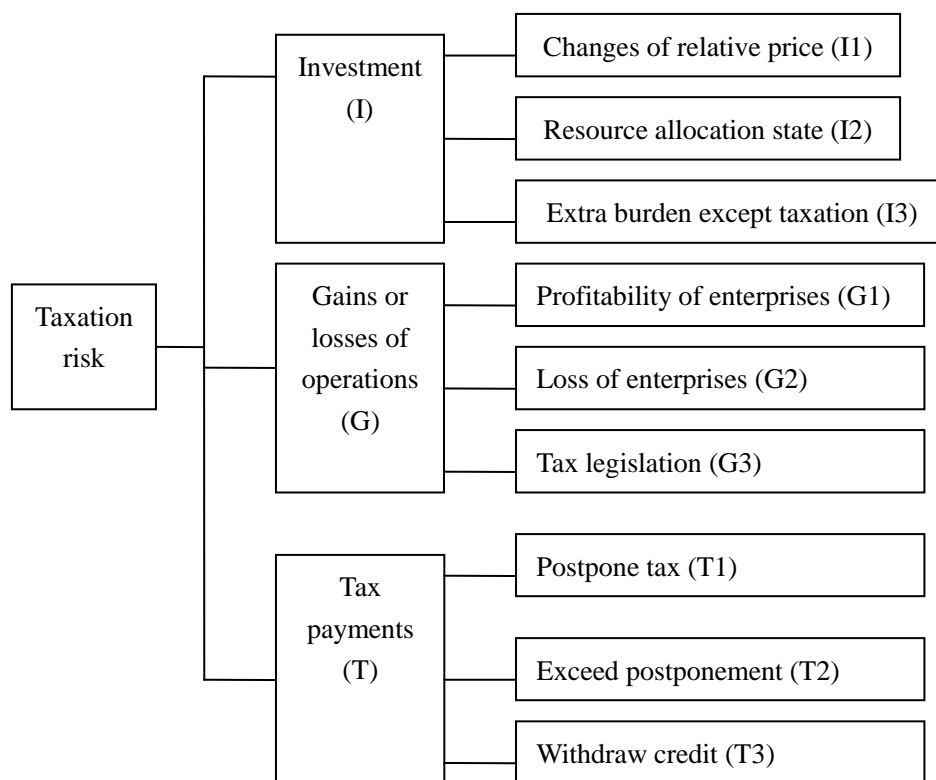 Taxation
risk
Investment
(I)
Changes of relative price (I1)
Resource allocation state (I2)
Extra burden except taxation (I3)
Gains or
losses of
operations
(G)
Profitability of enterprises (G1)
Loss of enterprises (G2)
Tax legislation (G3)
Tax
payments
(T)
Postpone tax (T1)
Exceed postponement (T2)
Withdraw credit (T3)